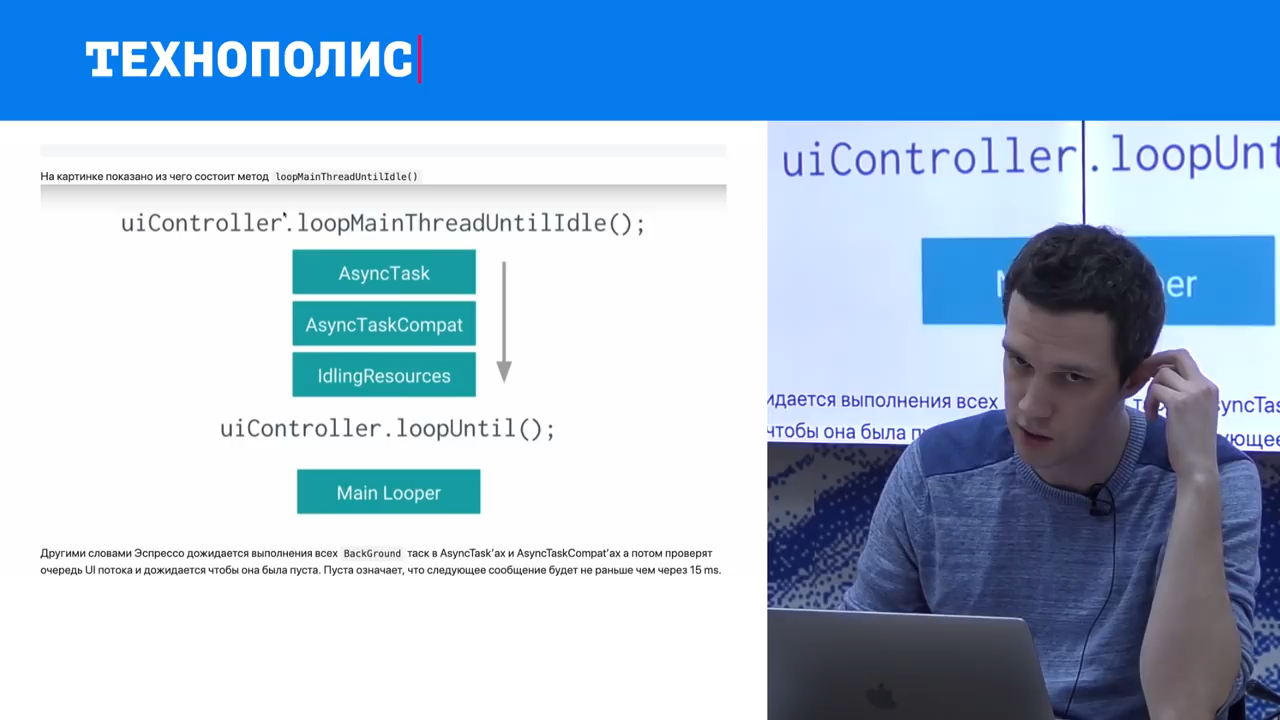 ТЕХНОПОЛИС
На картинке показано из чего состоит метод loopMainThreadUntilIdle()
uiController.loopMainThreadUntilIdle();
AsyncTask
AsyncTaskCompat
IdlingResources
uiController.loopUntil();
Main Looper
Другими словами Эспрессо дожидается выполнения всех BackGround таск в AsyncTask'ах и AsyncTaskCompat'ах а потом проверят
очередь UI потока и дожидается чтобы она была пуста. Пуста означает, что следующее сообщение будет не раньше чем через 15 ms.
uiController.loopUnt
выполнения всех
чтобы она была